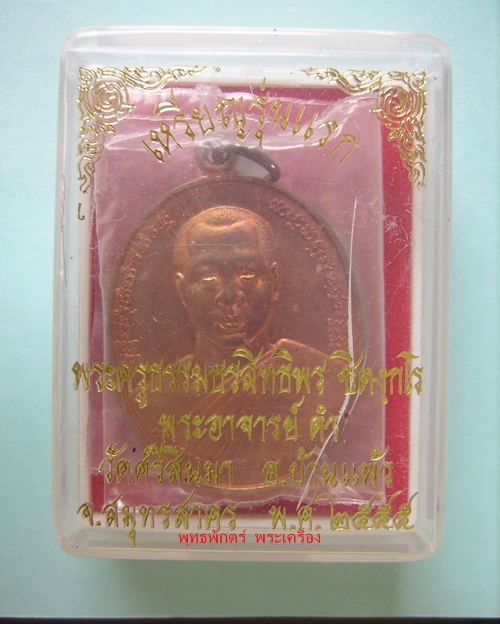 เหรียญรุ่นแรก
พระครูธรรมธรสิทธิพร ชิตงฺกโร
พระอาจารย์ ดำ
วัดศรีสินมา อ.บ้านแพ้ว
จ.สมุทรสาคร พ.ศ.๒๕๕๕
พุทธพักตร์ พระเครื่อง